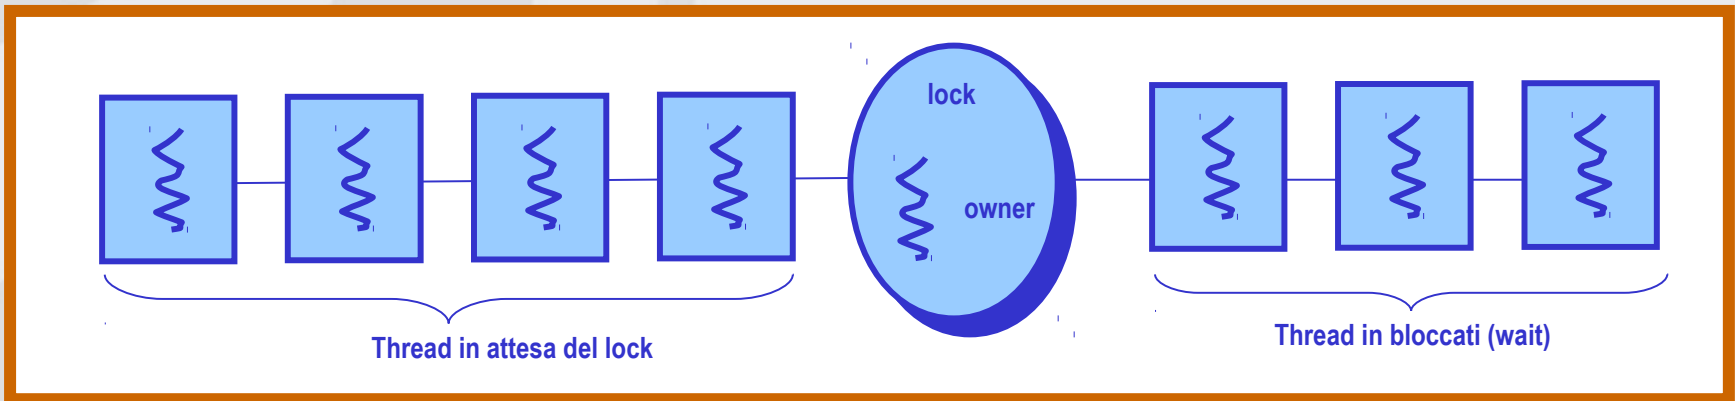 lock
owner
Thread in attesa del lock
Thread in bloccati (wait)